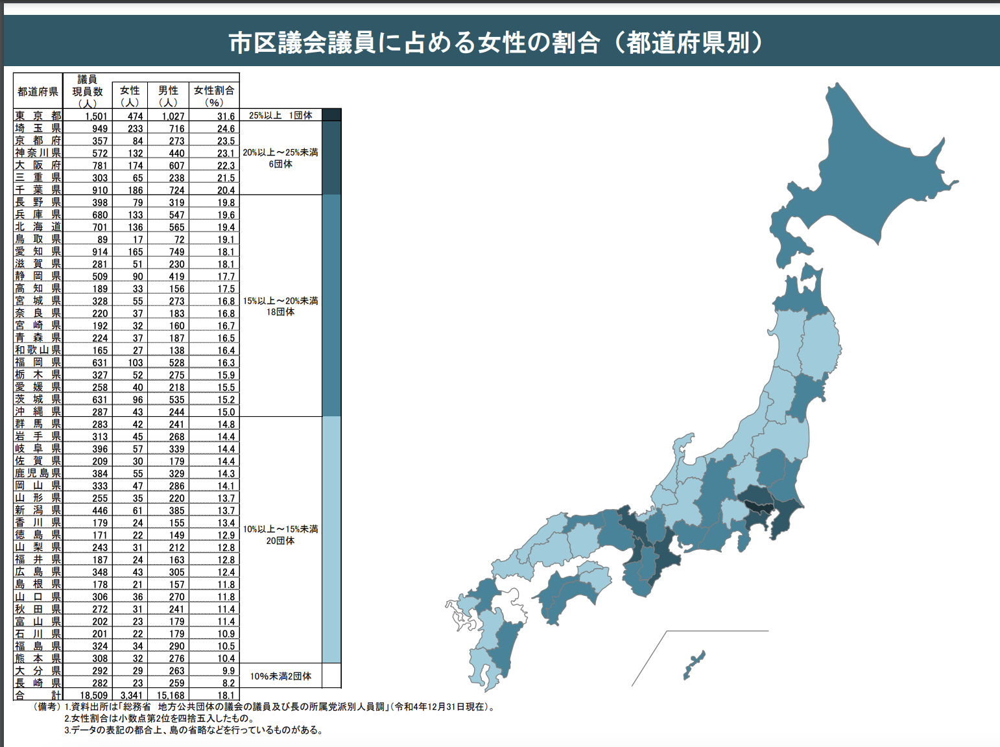 市区議会議員に占める女性の割合（都道府県別）
都道府県 議員現員数（人） 女性（人） 男性（人） 女性割合（％）
東京都 1,501 474 1,027 31.6
25%以上 1団体
埼玉県 949 233 716 24.6
京都府 357 84 273 23.5
神奈川県 572 132 440 23.1
大阪府 781 174 607 22.3
三重県 303 65 238 21.5
千葉県 910 186 724 20.4
20%以上～25%未満
6団体
長野県 398 79 319 19.8
兵庫県 680 133 547 19.6
北海道 701 136 565 19.4
鳥取県 89 17 72 19.1
愛知県 914 165 749 18.1
滋賀県 281 51 230 18.1
静岡県 509 90 419 17.7
高知県 189 33 156 17.5
宮城県 328 55 273 16.8
奈良県 220 37 183 16.8
宮崎県 192 32 160 16.7
青森県 224 37 187 16.5
和歌山県 165 27 138 16.4
福岡県 631 103 528 16.3
栃木県 327 52 275 15.9
愛媛県 258 40 218 15.5
茨城県 631 96 535 15.2
沖縄県 287 43 244 15.0
15%以上～20%未満
18団体
群馬県 283 42 241 14.8
岩手県 313 45 268 14.4
岐阜県 396 57 339 14.4
佐賀県 209 30 179 14.4
鹿児島県 384 55 329 14.3
岡山県 333 47 286 14.1
山形県 255 35 220 13.7
新潟県 446 61 385 13.7
香川県 179 24 155 13.4
徳島県 171 22 149 12.9
山梨県 243 31 212 12.8
福井県 187 24 163 12.8
広島県 348 43 305 12.4
島根県 178 21 157 11.8
山口県 306 36 270 11.8
秋田県 272 31 241 11.4
富山県 202 23 179 11.4
石川県 201 22 179 10.9
福島県 324 34 290 10.5
熊本県 308 32 276 10.4
10%以上～15%未満
20団体
大分県 292 29 263 9.9
長崎県 282 23 259 8.2
10%未満2団体
合計 18,509 3,341 15,168 18.1
（備考）1.資料出所は「総務省　地方公共団体の議会の議員及び長の所属党派別人員調」（令和4年12月31日現在）。
2.女性割合は小数点第2位を四捨五入したもの。
3.データの表記の都合上、島の省略などを行っているものがある。